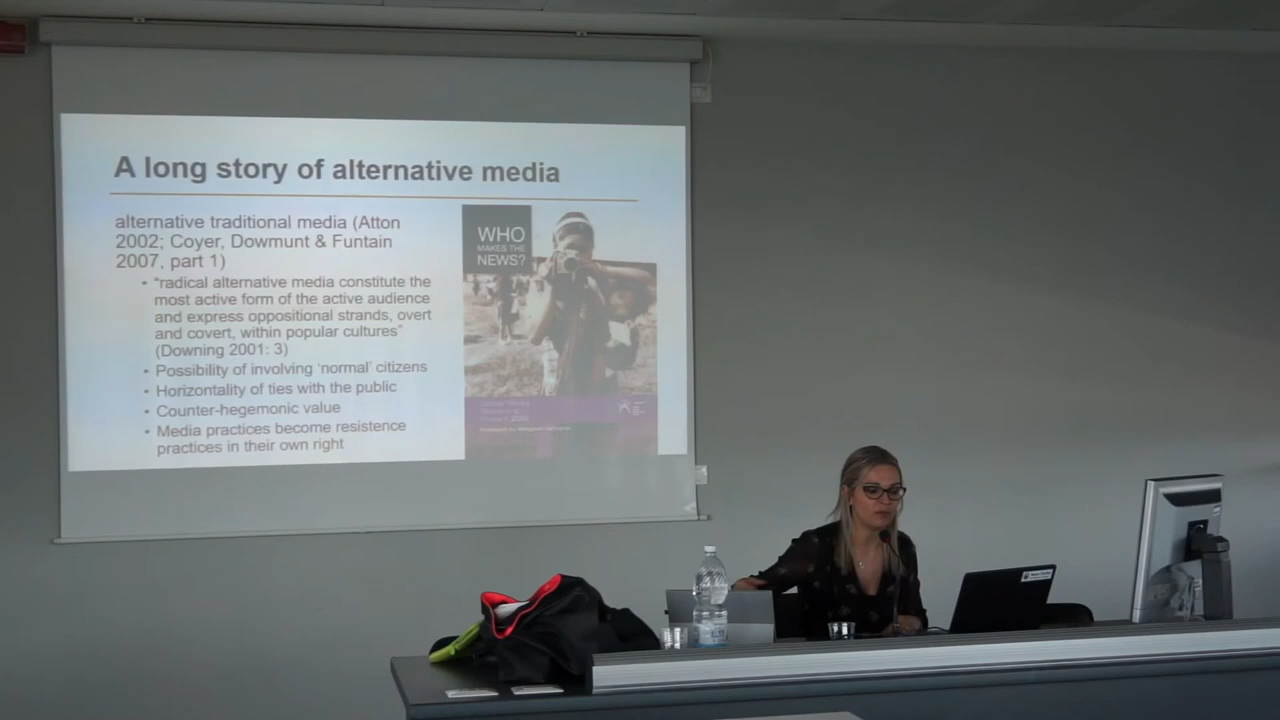 A long story of alternative media
alternative traditional media (Atton
2002; Coyer, Dowmunt & Funtain
2007, part 1)
• "radical alternative media constitute the
most active form of the active audience
and express oppositional strands, overt
and covert, within popular cultures"
(Downing 2001: 3)
• Possibility of involving 'normal' citizens
• Horizontality of ties with the public
• Counter-hegemonic value
• Media practices become resistence
practices in their own right
WHO
MAKES THE
NEWS?